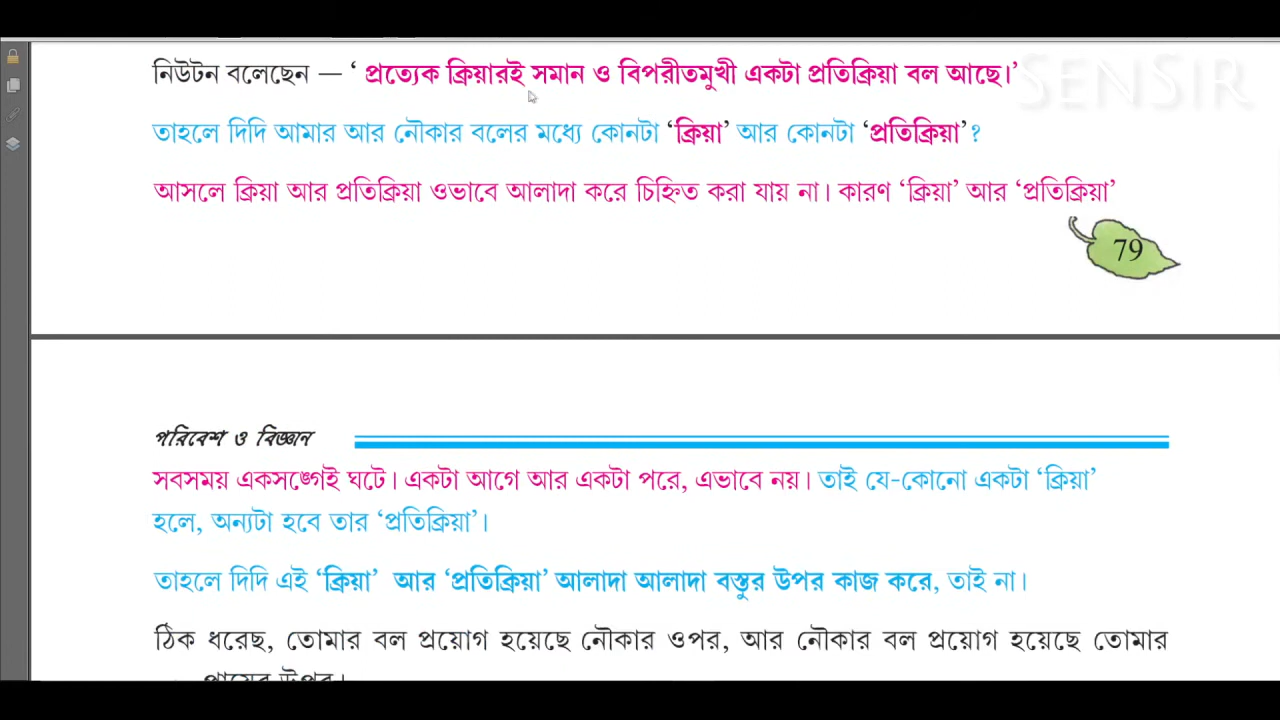 নিউটন বলেছেন — ‘ প্রত্যেক ক্রিয়ারই সমান ও বিপরীতমুখী একটা প্রতিক্রিয়া বল আছে।’
SENSIR
তাহলে দিদি আমার আর নৌকার বলের মধ্যে কোনটা ‘ক্রিয়া’ আর কোনটা ‘প্রতিক্রিয়া’?
আসলে ক্রিয়া আর প্রতিক্রিয়া ওভাবে আলাদা করে চিহ্নিত করা যায় না। কারণ ‘ক্রিয়া’ আর ‘প্রতিক্রিয়া’
79
পরিবেশ ও বিজ্ঞান
সবসময় একসঙ্গেই ঘটে। একটা আগে আর একটা পরে, এভাবে নয়। তাই যে-কোনো একটা ‘ক্রিয়া’
হলে, অন্যটা হবে তার ‘প্রতিক্রিয়া’।
তাহলে দিদি এই ‘ক্রিয়া’ আর ‘প্রতিক্রিয়া’ আলাদা আলাদা বস্তুর উপর কাজ করে, তাই না।
ঠিক ধরেছ, তোমার বল প্রয়োগ হয়েছে নৌকার ওপর, আর নৌকার বল প্রয়োগ হয়েছে তোমার
পায়ের উপর।